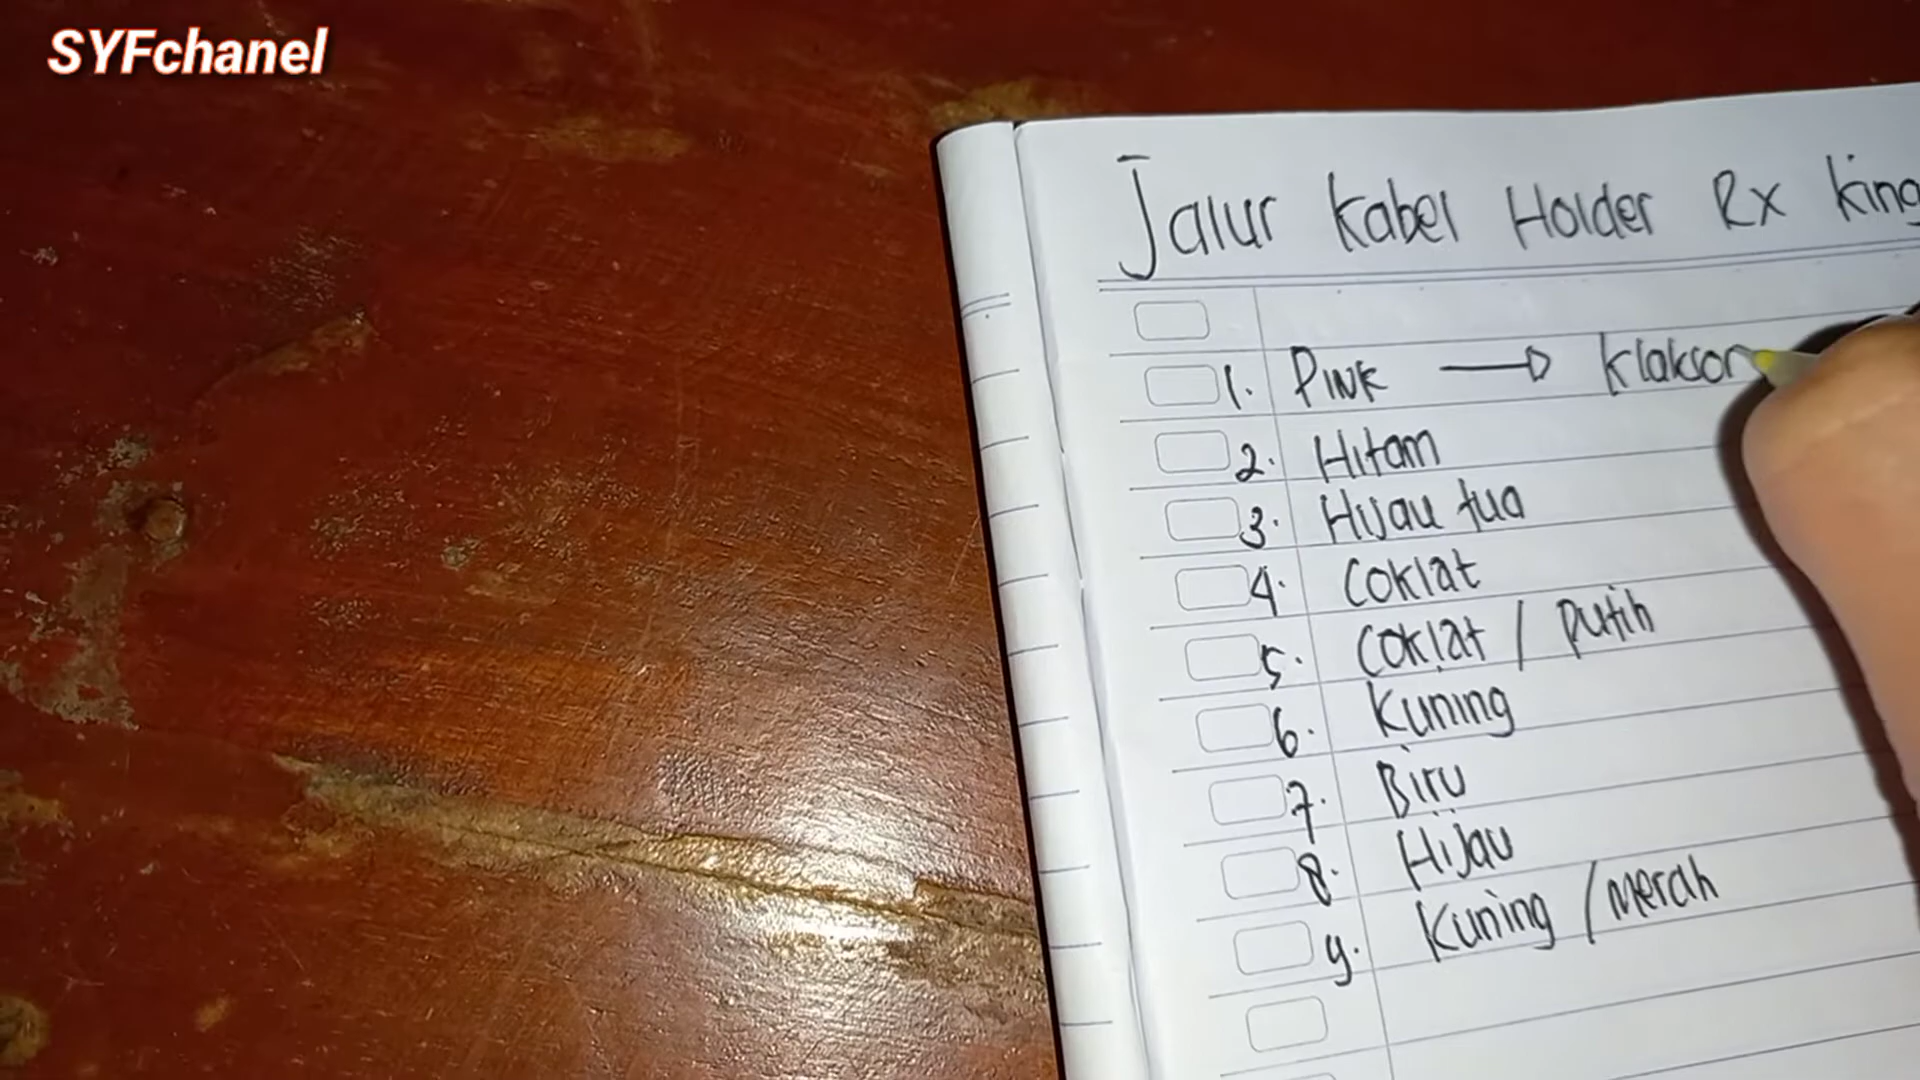 SYFchanel
Jalur Kabel Holder Rx King
1. Pink → Klakson
2. Hitam
3. Hijau tua
4. Coklat
5. Coklat / putih
6. Kuning
7. Biru
8. Hijau
9. Kuning / Merah